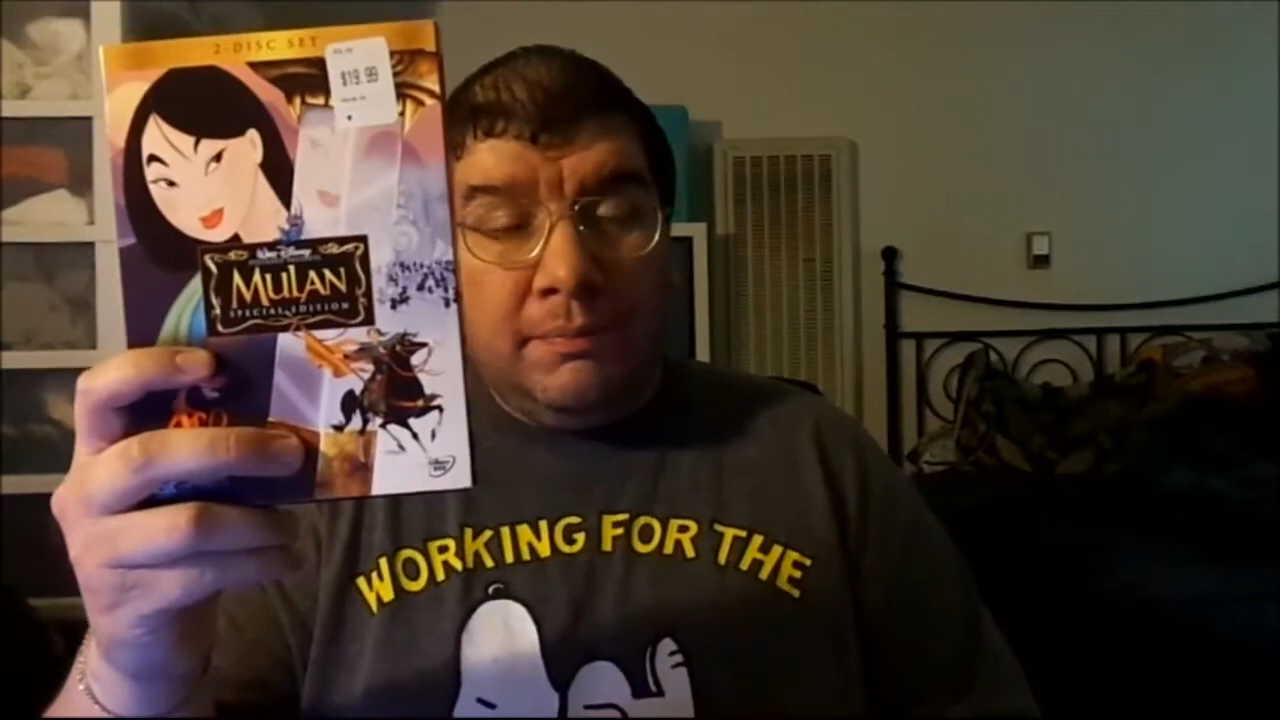 2-DISC SET
$19.99
Walt Disney
MULAN
SPECIAL EDITION
WORKING FOR THE